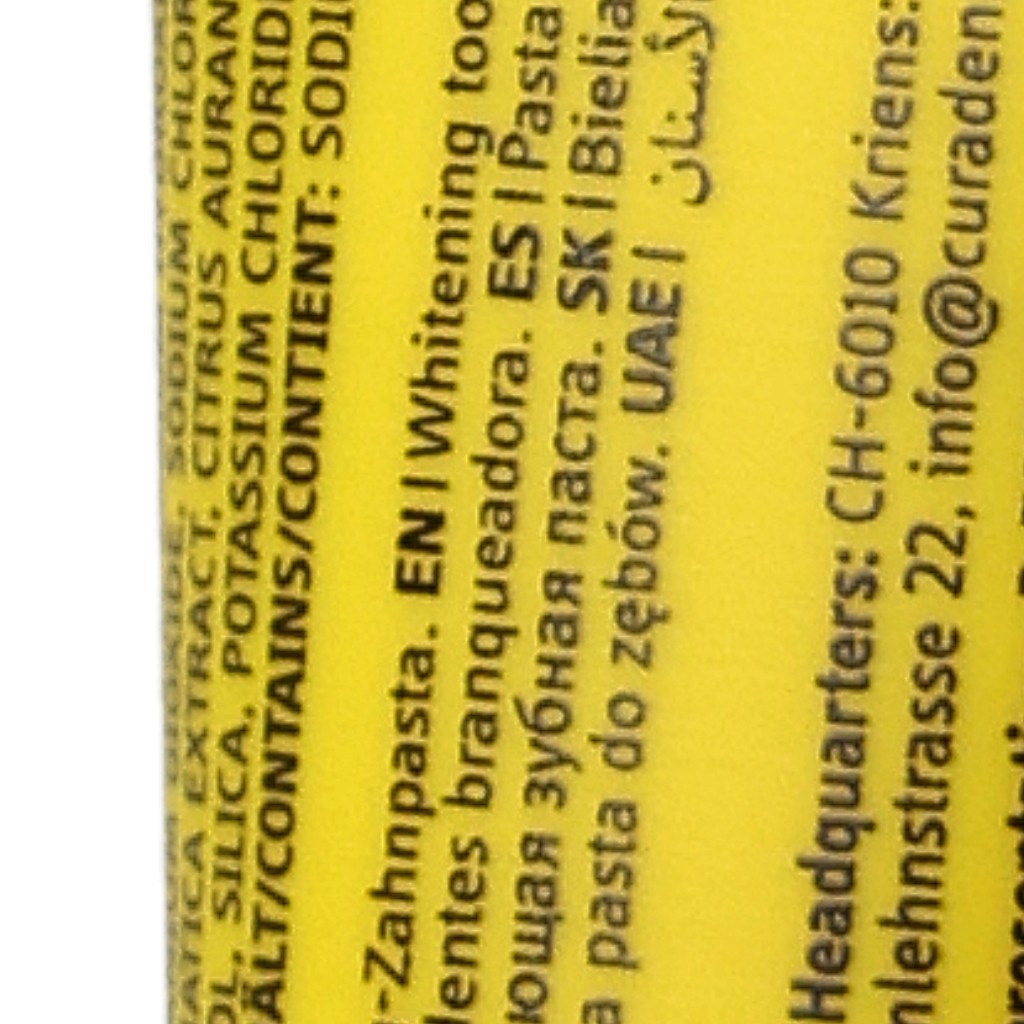 SODIUM CHLOR
EXTRACT, CITRUS AURAN
SILICA, POTASSIUM CHLORID
ÄLT/CONTAINS/CONTIENT: SODI
-Zahnpasta. EN | Whitening too
lentes branqueadora. ES | Pasta
ющая зубная паста. SK | Bielia
a pasta do zębów. UAE | الأسنان
Headquarters: CH-6010 Kriens:
nlehnstrasse 22, info@curaden